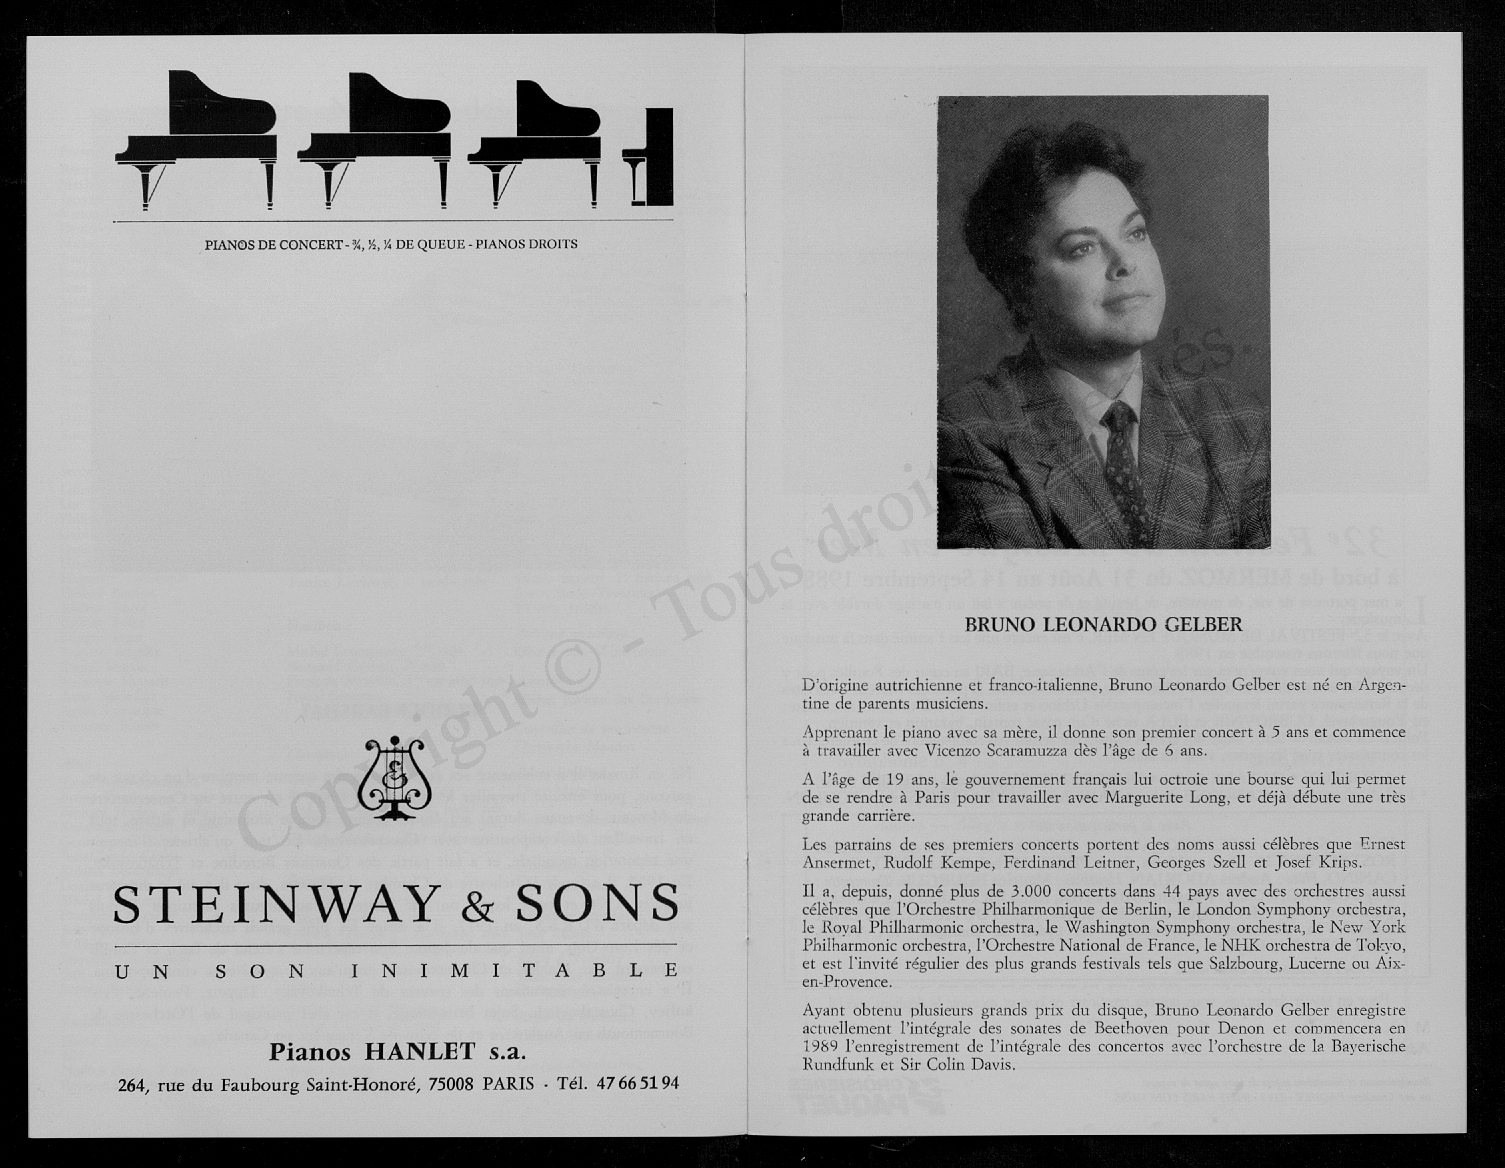 PIANOS DE CONCERT - ¾, ½, ¼ DE QUEUE - PIANOS DROITS
&
STEINWAY & SONS
UN SON INIMITABLE
Pianos HANLET s.a.
264, rue du Faubourg Saint-Honoré, 75008 PARIS · Tél. 47 66 51 94
Copyright © - Tous droits
és.
BRUNO LEONARDO GELBER
D'origine autrichienne et franco-italienne, Bruno Leonardo Gelber est né en Argen-
tine de parents musiciens.
Apprenant le piano avec sa mère, il donne son premier concert à 5 ans et commence
à travailler avec Vicenzo Scaramuzza dès l'âge de 6 ans.
A l'âge de 19 ans, le gouvernement français lui octroie une bourse qui lui permet
de se rendre à Paris pour travailler avec Marguerite Long, et déjà débute une très
grande carrière.
Les parrains de ses premiers concerts portent des noms aussi célèbres que Ernest
Ansermet, Rudolf Kempe, Ferdinand Leitner, Georges Szell et Josef Krips.
Il a, depuis, donné plus de 3.000 concerts dans 44 pays avec des orchestres aussi
célèbres que l'Orchestre Philharmonique de Berlin, le London Symphony orchestra,
le Royal Philharmonic orchestra, le Washington Symphony orchestra, le New York
Philharmonic orchestra, l'Orchestre National de France, le NHK orchestra de Tokyo,
et est l'invité régulier des plus grands festivals tels que Salzbourg, Lucerne ou Aix-
en-Provence.
Ayant obtenu plusieurs grands prix du disque, Bruno Leonardo Gelber enregistre
actuellement l'intégrale des sonates de Beethoven pour Denon et commencera en
1989 l'enregistrement de l'intégrale des concertos avec l'orchestre de la Bayerische
Rundfunk et Sir Colin Davis.